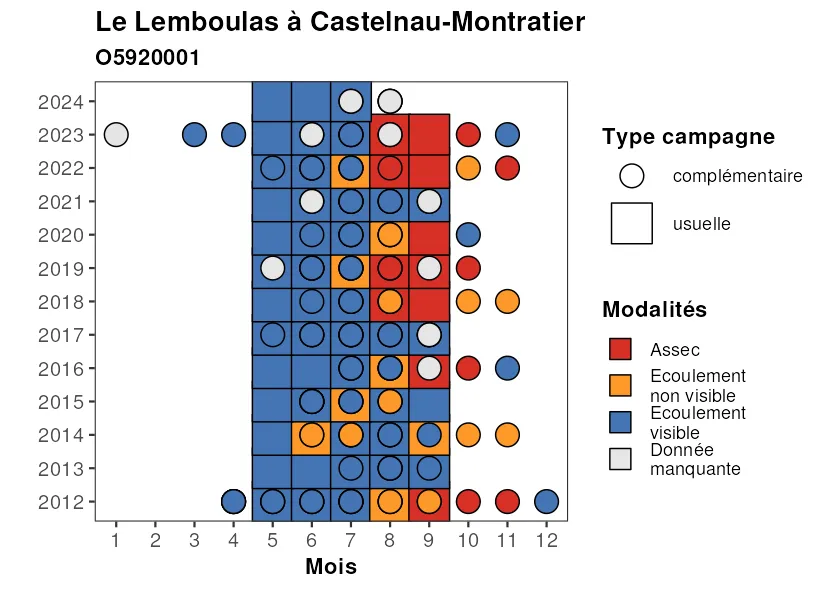 Le Lemboulas à Castelnau-Montratier
O5920001
2024
2023
2022
2021
2020
2019
2018
2017
2016
2015
2014
2013
2012
1 2 3 4 5 6 7 8 9 10 11 12
Mois
Type campagne
complémentaire
usuelle
Modalités
Assec
Ecoulement
non visible
Ecoulement
visible
Donnée
manquante